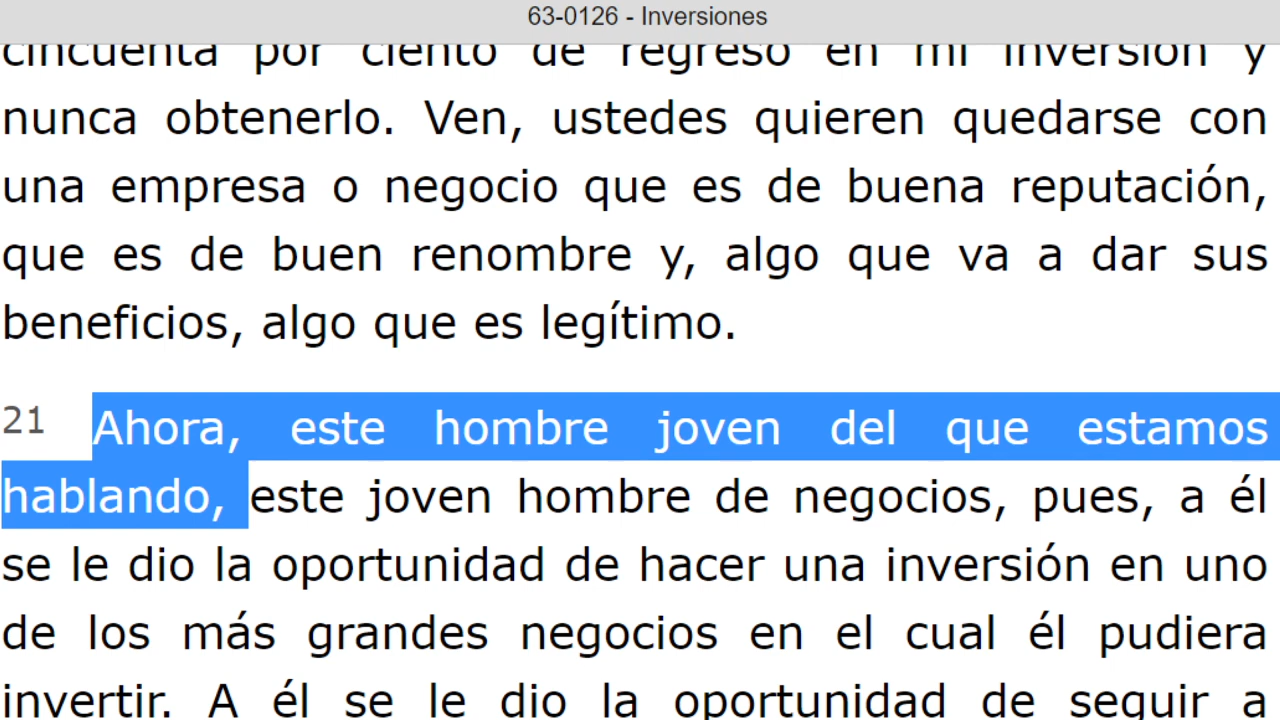 63-0126 - Inversiones
cincuenta por ciento de regreso en mi inversión y
nunca obtenerlo. Ven, ustedes quieren quedarse con
una empresa o negocio que es de buena reputación,
que es de buen renombre y, algo que va a dar sus
beneficios, algo que es legítimo.
21 Ahora, este hombre joven del que estamos
hablando, este joven hombre de negocios, pues, a él
se le dio la oportunidad de hacer una inversión en uno
de los más grandes negocios en el cual él pudiera
invertir. A él se le dio la oportunidad de seguir a